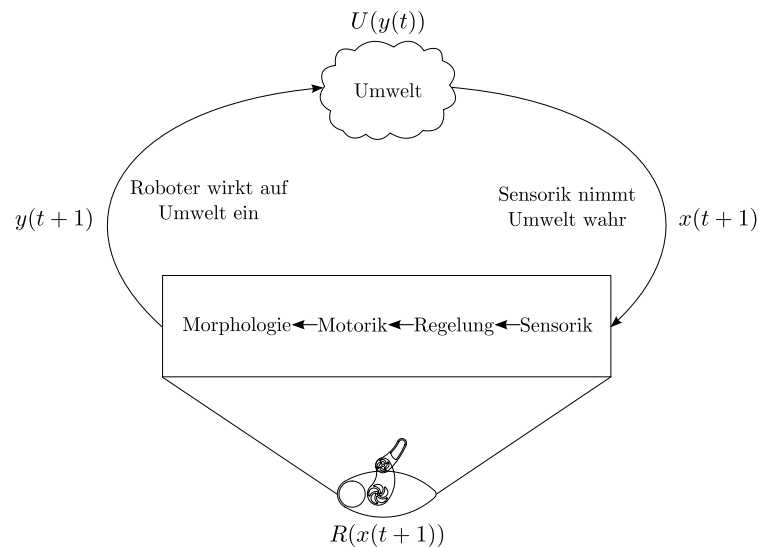 U(y(t))
Umwelt
Roboter wirkt auf
Umwelt ein
Sensorik nimmt
Umwelt wahr
y(t + 1)
x(t + 1)
Morphologie Motorik Regelung Sensorik
R(x(t + 1))